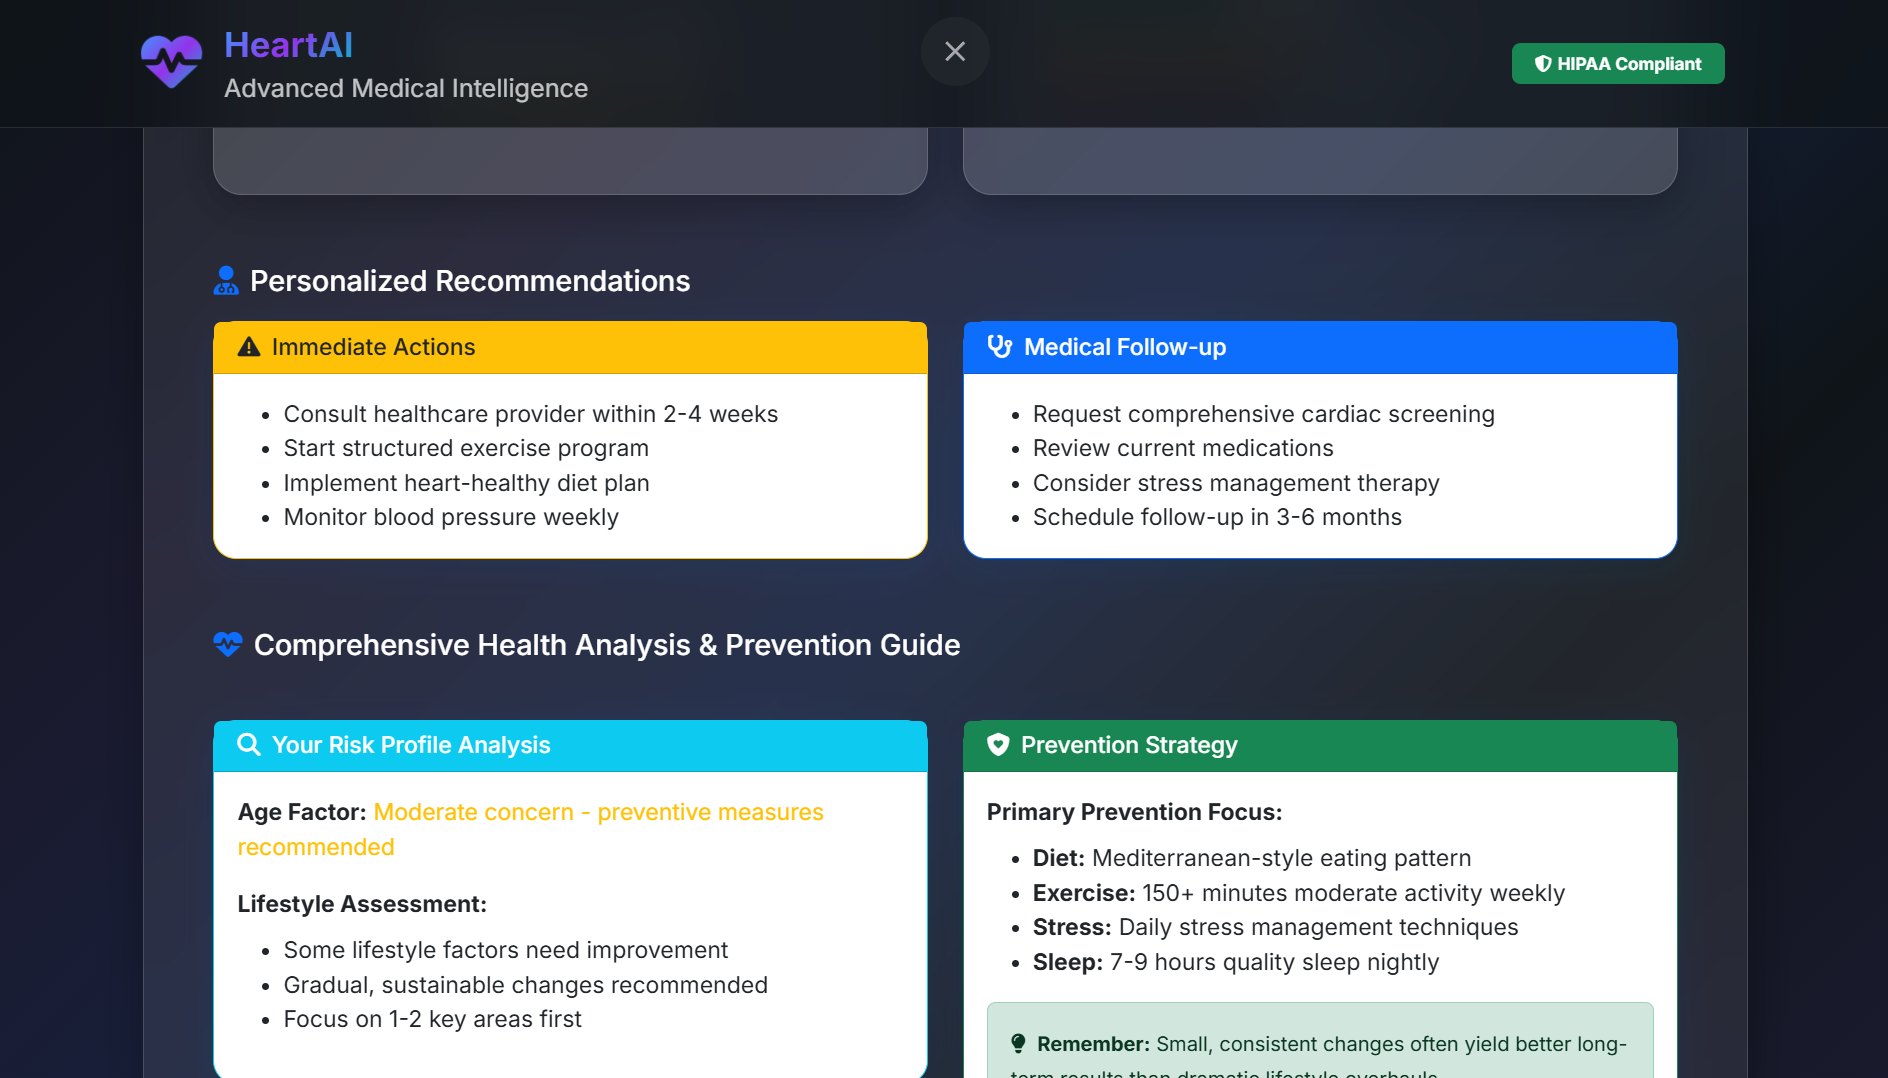 HeartAI
Advanced Medical Intelligence
HIPAA Compliant
Personalized Recommendations
Immediate Actions
• Consult healthcare provider within 2-4 weeks
• Start structured exercise program
• Implement heart-healthy diet plan
• Monitor blood pressure weekly
Medical Follow-up
• Request comprehensive cardiac screening
• Review current medications
• Consider stress management therapy
• Schedule follow-up in 3-6 months
Comprehensive Health Analysis & Prevention Guide
Your Risk Profile Analysis
Age Factor: Moderate concern - preventive measures
recommended
Lifestyle Assessment:
• Some lifestyle factors need improvement
• Gradual, sustainable changes recommended
• Focus on 1-2 key areas first
Prevention Strategy
Primary Prevention Focus:
• Diet: Mediterranean-style eating pattern
• Exercise: 150+ minutes moderate activity weekly
• Stress: Daily stress management techniques
• Sleep: 7-9 hours quality sleep nightly
Remember: Small, consistent changes often yield better long-
term results than dramatic lifestyle overhauls.